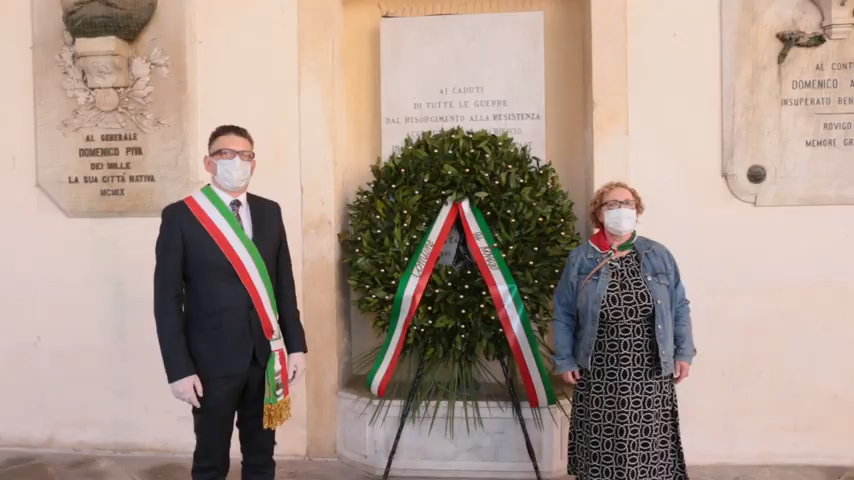 AL GENERALE
DOMENICO PIVA
DEI MILLE
LA SUA CITTÀ NATIVA
MCMIX
AI CADUTI
DI TUTTE LE GUERRE
DAL RISORGIMENTO ALLA RESISTENZA
AL CONT
DOMENICO A
INSUPERATO BEN
ROVIGO
MEMORE GR